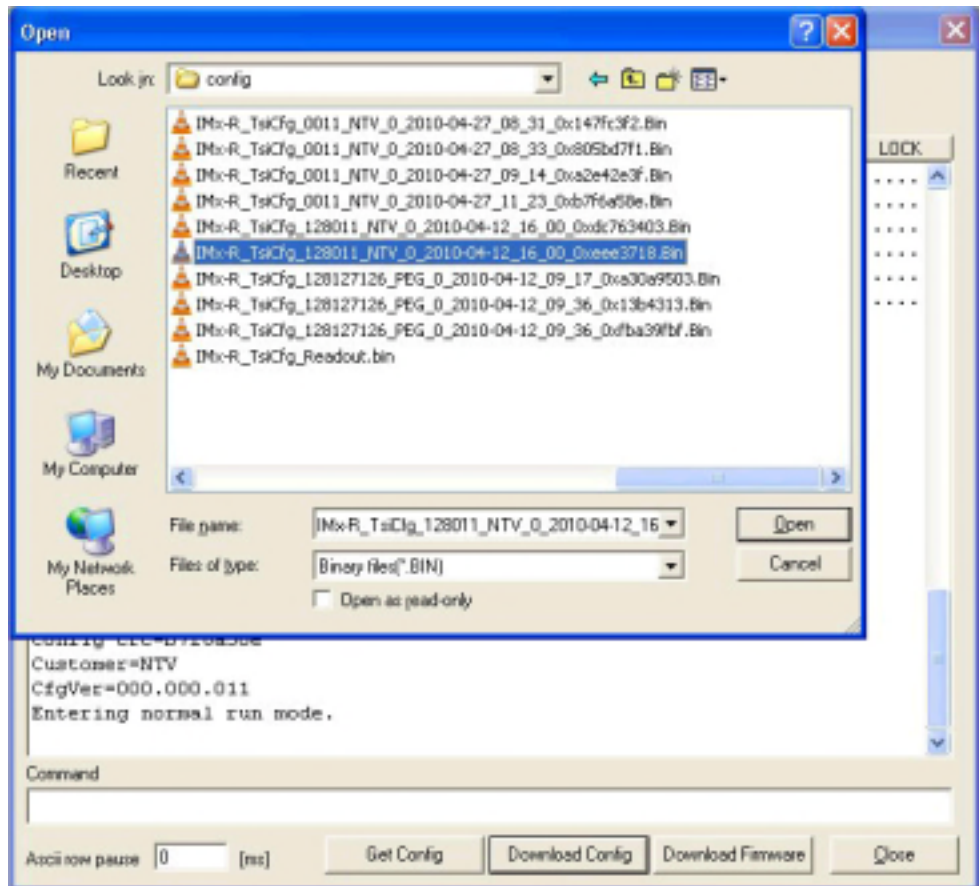 Open
Look in: config
Recent
Desktop
My Documents
My Computer
My Network Places
IMx-R_TsiCfg_0011_NTV_0_2010-04-27_08_31_0x147fc3f2.Bin
IMx-R_TsiCfg_0011_NTV_0_2010-04-27_08_33_0x805bd7f1.Bin
IMx-R_TsiCfg_0011_NTV_0_2010-04-27_09_14_0xa2e42e3f.Bin
IMx-R_TsiCfg_0011_NTV_0_2010-04-27_11_23_0xb7f6a58e.Bin
IMx-R_TsiCfg_128011_NTV_0_2010-04-12_16_00_0xdc763403.Bin
IMx-R_TsiCfg_128011_NTV_0_2010-04-12_16_00_0xeee3718.Bin
IMx-R_TsiCfg_128127126_PEG_0_2010-04-12_09_17_0xa30a9503.Bin
IMx-R_TsiCfg_128127126_PEG_0_2010-04-12_09_36_0x13b4313.Bin
IMx-R_TsiCfg_128127126_PEG_0_2010-04-12_09_36_0xfba39fbf.Bin
IMx-R_TsiCfg_Readout.bin
File name: IMx-R_TsiCfg_128011_NTV_0_2010-04-12_16
Open
Files of type: Binary files(*.BIN)
Cancel
Open as read-only
LOCK
....
....
....
....
....
....
Customer=NTV
CfgVer=000.000.011
Entering normal run mode.
Command
Ascii row pause 0 [ms]
Get Config
Download Config
Download Firmware
Close